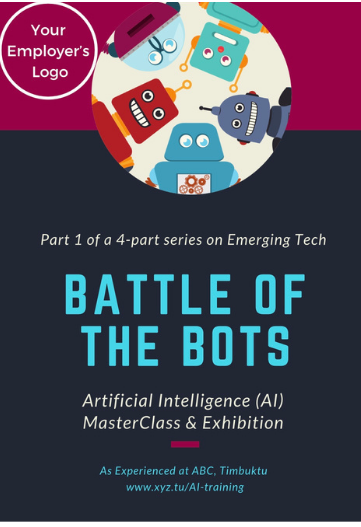 Your
Employer's
Logo
Part 1 of a 4-part series on Emerging Tech
BATTLE OF
THE BOTS
Artificial Intelligence (AI)
MasterClass & Exhibition
As Experienced at ABC, Timbuktu
www.xyz.tu/AI-training